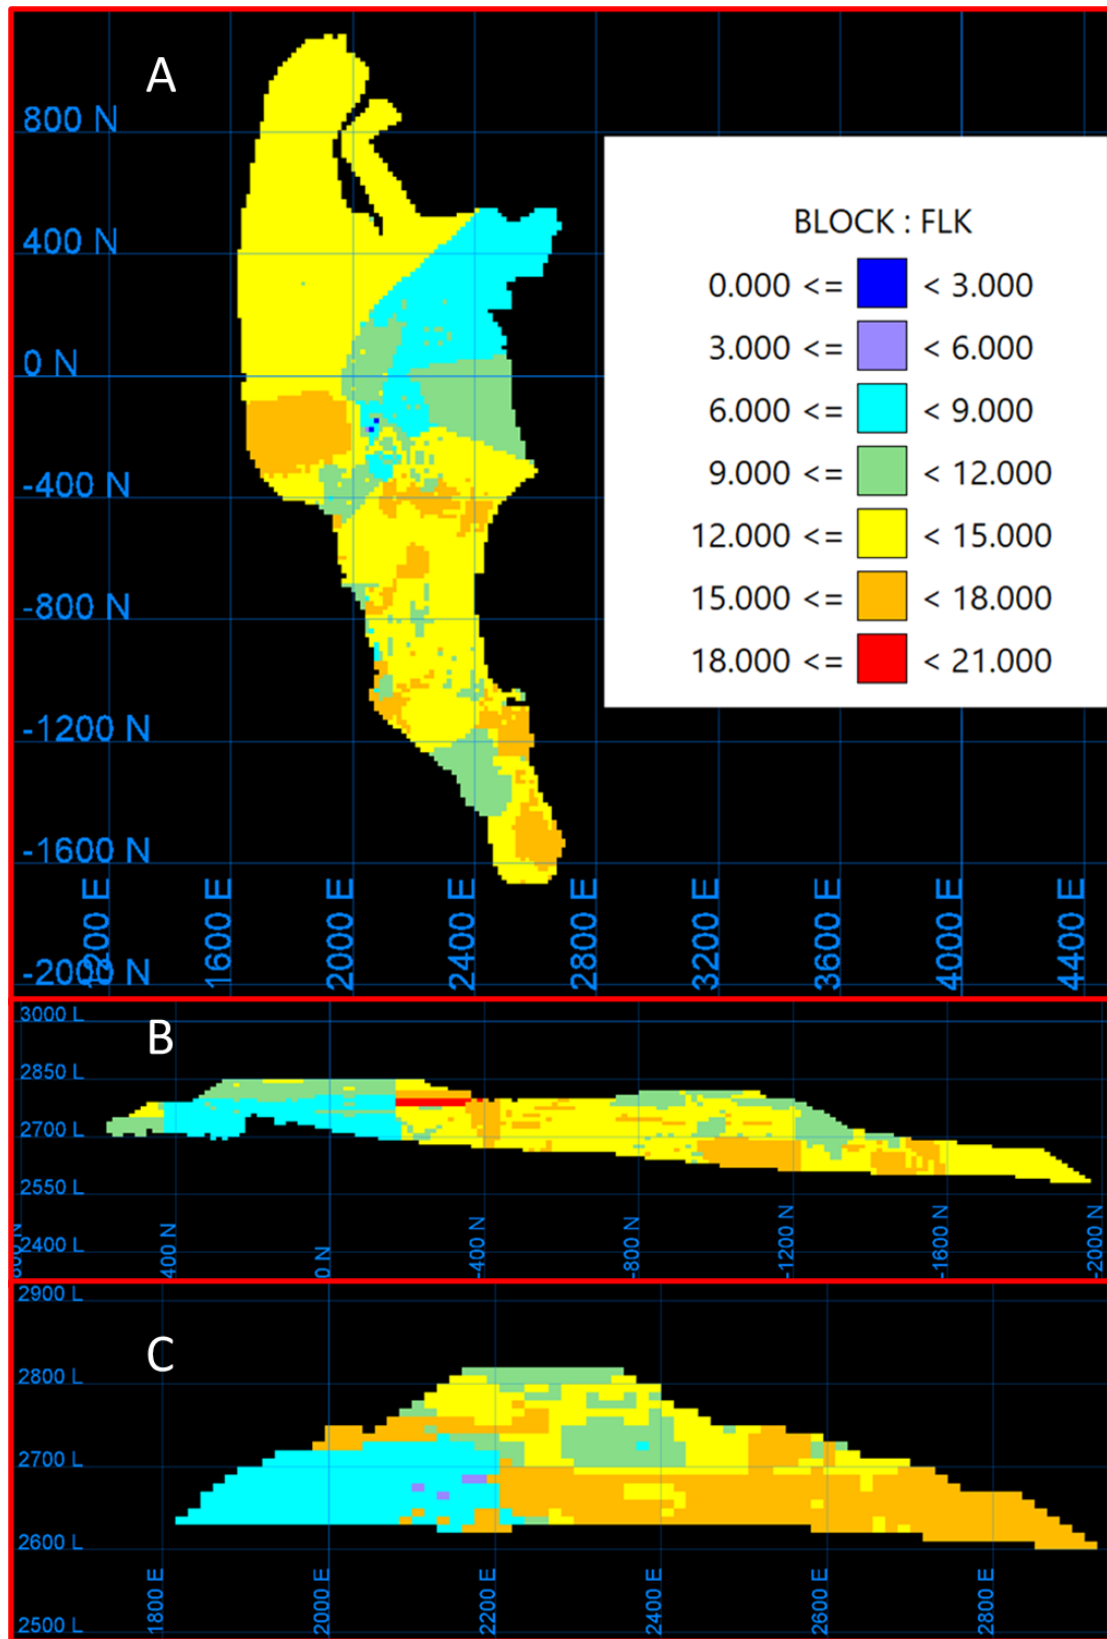 A
800 N
400 N
0 N
-400 N
-800 N
-1200 N
-1600 N
-2000 N
1200 E
1600 E
2000 E
2400 E
2800 E
3200 E
3600 E
4000 E
4400 E
BLOCK : FLK
0.000 <= < 3.000
3.000 <= < 6.000
6.000 <= < 9.000
9.000 <= < 12.000
12.000 <= < 15.000
15.000 <= < 18.000
18.000 <= < 21.000
B
3000 L
2850 L
2700 L
2550 L
2400 L
400 N
0 N
-400 N
-800 N
-1200 N
-1600 N
-2000 N
C
2900 L
2800 L
2700 L
2600 L
2500 L
1800 E
2000 E
2200 E
2400 E
2600 E
2800 E